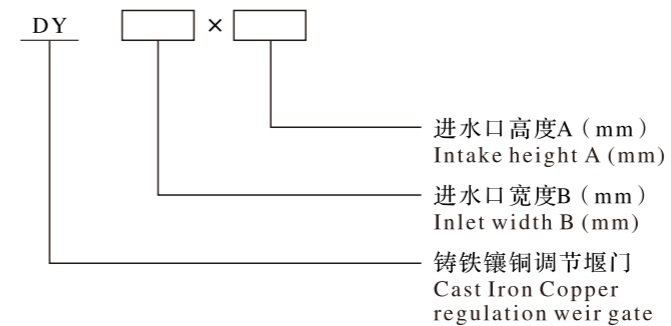 DY × 
进水口高度A（mm）
Intake height A (mm)
进水口宽度B（mm）
Inlet width B (mm)
铸铁镶铜调节堰门
Cast Iron Copper
regulation weir gate